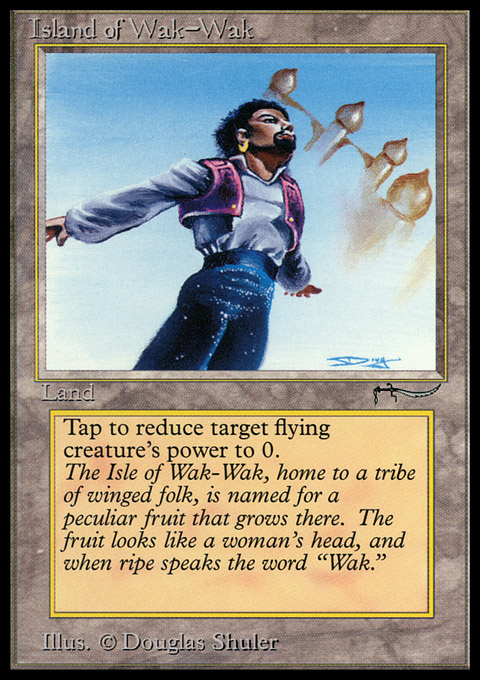 Island of Wak-Wak
Doug
Land
Tap to reduce target flying
creature's power to 0.
The Isle of Wak-Wak, home to a tribe
of winged folk, is named for a
peculiar fruit that grows there. The
fruit looks like a woman's head, and
when ripe speaks the word “Wak.”
Illus. © Douglas Shuler